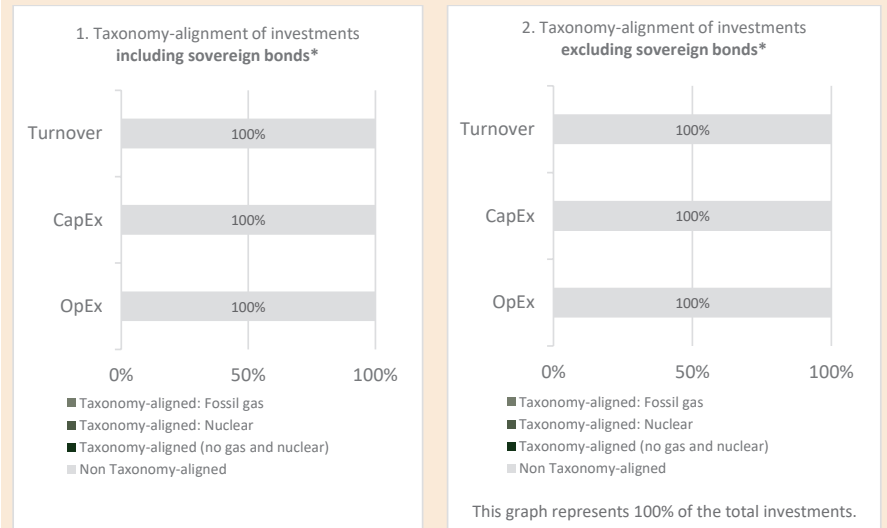 1. Taxonomy-alignment of investments
including sovereign bonds*
Turnover
100%
CapEx
100%
OpEx
100%
0% 50% 100%
Taxonomy-aligned: Fossil gas
Taxonomy-aligned: Nuclear
Taxonomy-aligned (no gas and nuclear)
Non Taxonomy-aligned
2. Taxonomy-alignment of investments
excluding sovereign bonds*
Turnover
100%
CapEx
100%
OpEx
100%
0% 50% 100%
Taxonomy-aligned: Fossil gas
Taxonomy-aligned: Nuclear
Taxonomy-aligned (no gas and nuclear)
Non Taxonomy-aligned
This graph represents 100% of the total investments.